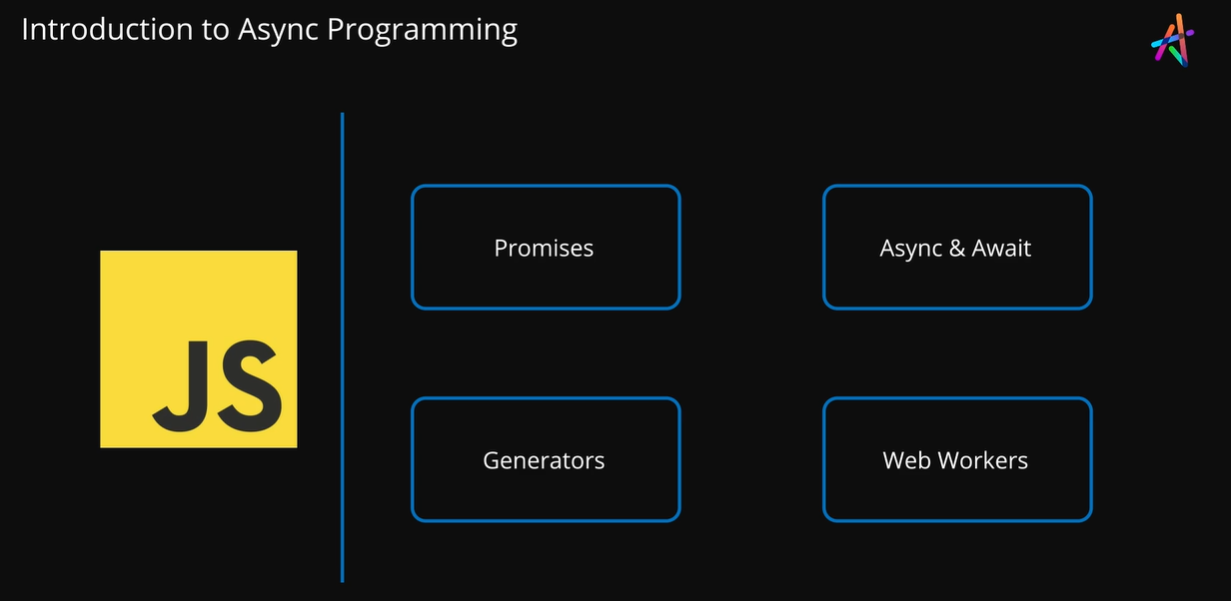 Introduction to Async Programming
JS
Promises
Async & Await
Generators
Web Workers